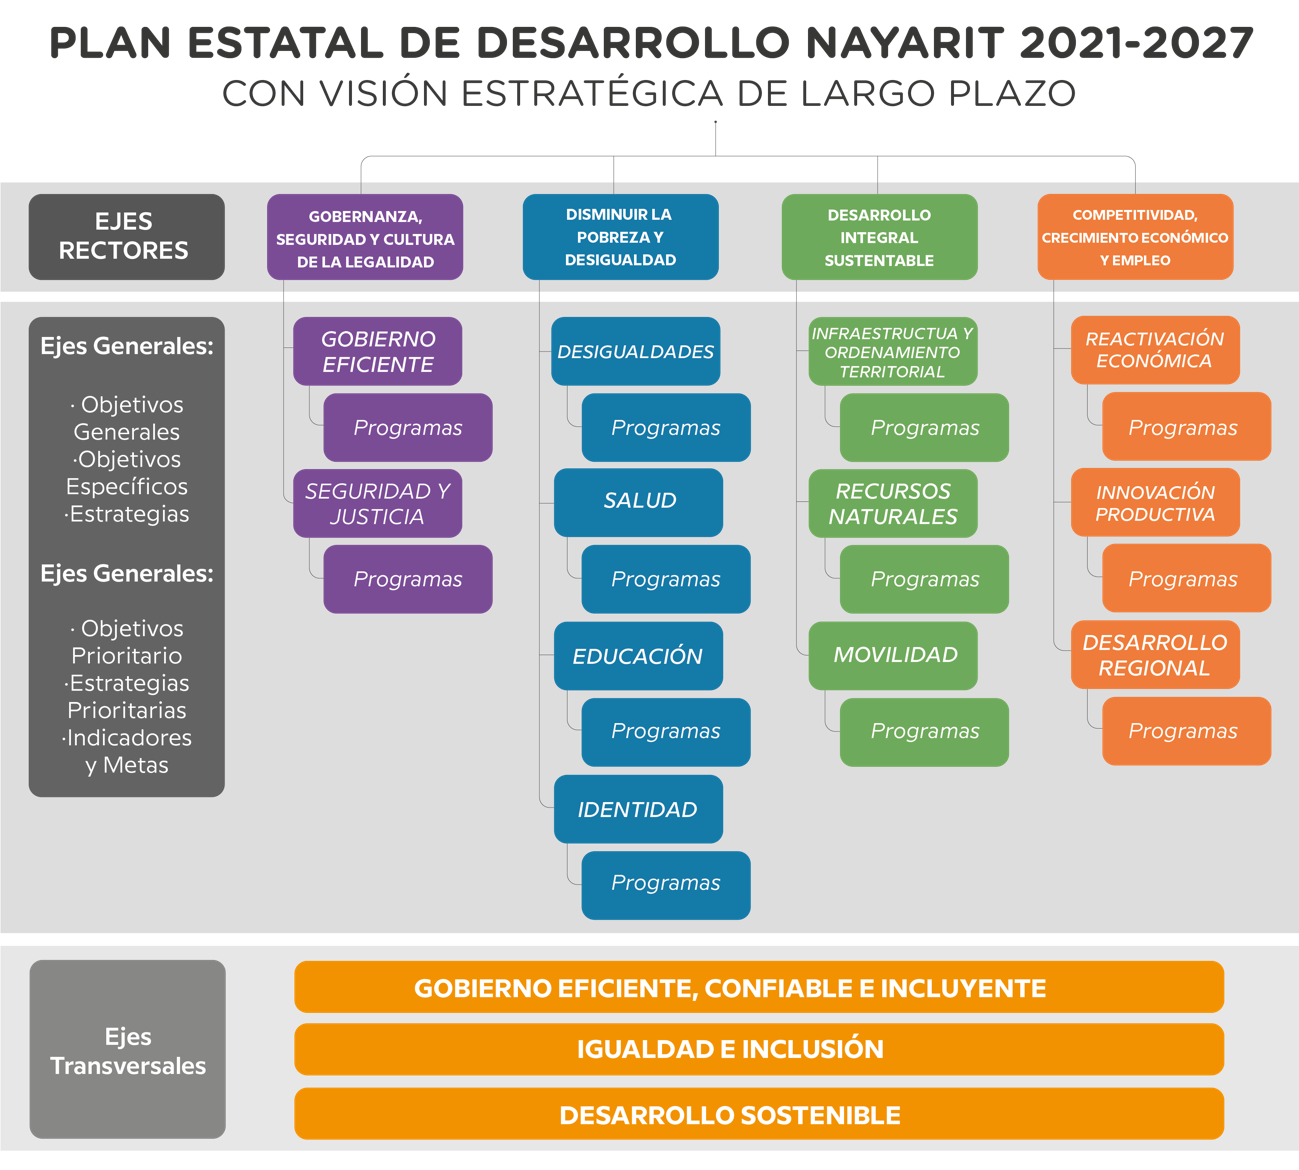 PLAN ESTATAL DE DESARROLLO NAYARIT 2021-2027
CON VISIÓN ESTRATÉGICA DE LARGO PLAZO
EJES
RECTORES
GOBERNANZA,
SEGURIDAD Y CULTURA
DE LA LEGALIDAD
DISMINUIR LA
POBREZA Y
DESIGUALDAD
DESARROLLO
INTEGRAL
SUSTENTABLE
COMPETITIVIDAD,
CRECIMIENTO ECONÓMICO
Y EMPLEO
Ejes Generales:
· Objetivos
Generales
·Objetivos
Específicos
·Estrategias
Ejes Generales:
· Objetivos
Prioritario
·Estrategias
Prioritarias
·Indicadores
y Metas
GOBIERNO
EFICIENTE
Programas
SEGURIDAD Y
JUSTICIA
Programas
DESIGUALDADES
Programas
SALUD
Programas
EDUCACIÓN
Programas
IDENTIDAD
Programas
INFRAESTRUCTUA Y
ORDENAMIENTO
TERRITORIAL
Programas
RECURSOS
NATURALES
Programas
MOVILIDAD
Programas
REACTIVACIÓN
ECONÓMICA
Programas
INNOVACIÓN
PRODUCTIVA
Programas
DESARROLLO
REGIONAL
Programas
Ejes
Transversales
GOBIERNO EFICIENTE, CONFIABLE E INCLUYENTE
IGUALDAD E INCLUSIÓN
DESARROLLO SOSTENIBLE